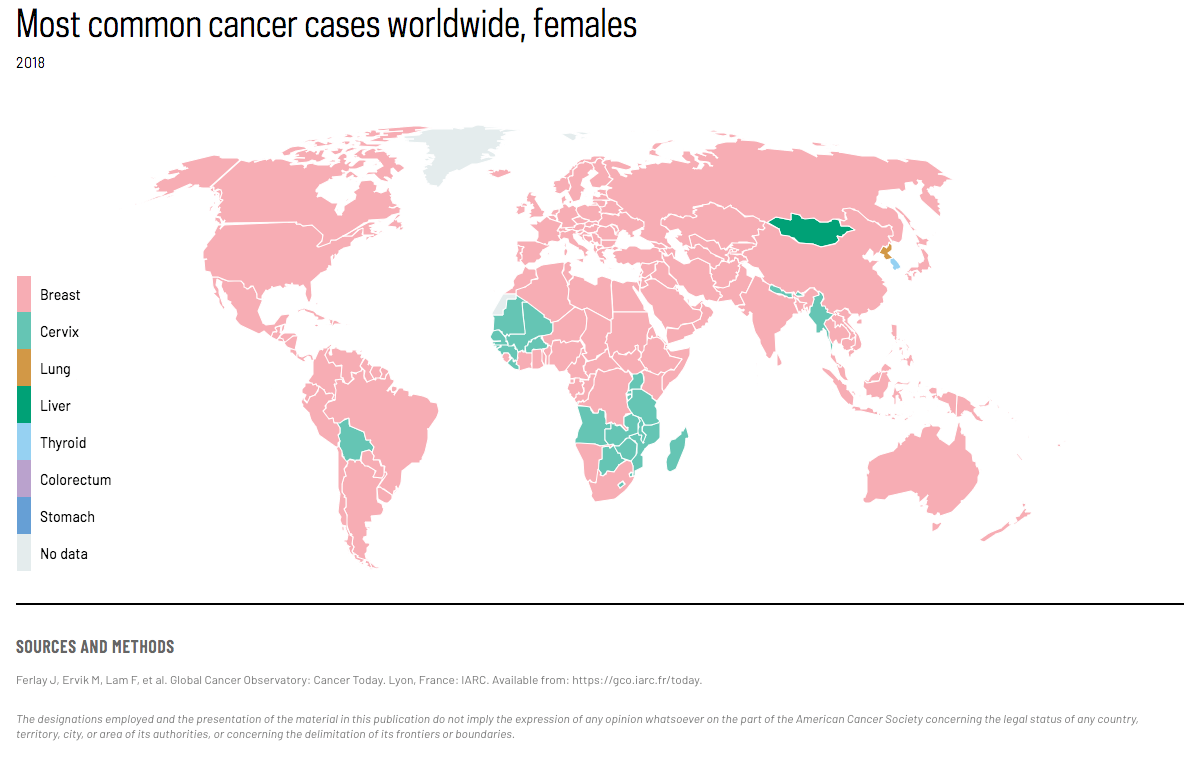 Most common cancer cases worldwide, females
2018
Breast
Cervix
Lung
Liver
Thyroid
Colorectum
Stomach
No data
SOURCES AND METHODS
Ferlay J, Ervik M, Lam F, et al. Global Cancer Observatory: Cancer Today. Lyon, France: IARC. Available from: https://gco.iarc.fr/today.
The designations employed and the presentation of the material in this publication do not imply the expression of any opinion whatsoever on the part of the American Cancer Society concerning the legal status of any country,
territory, city, or area of its authorities, or concerning the delimitation of its frontiers or boundaries.